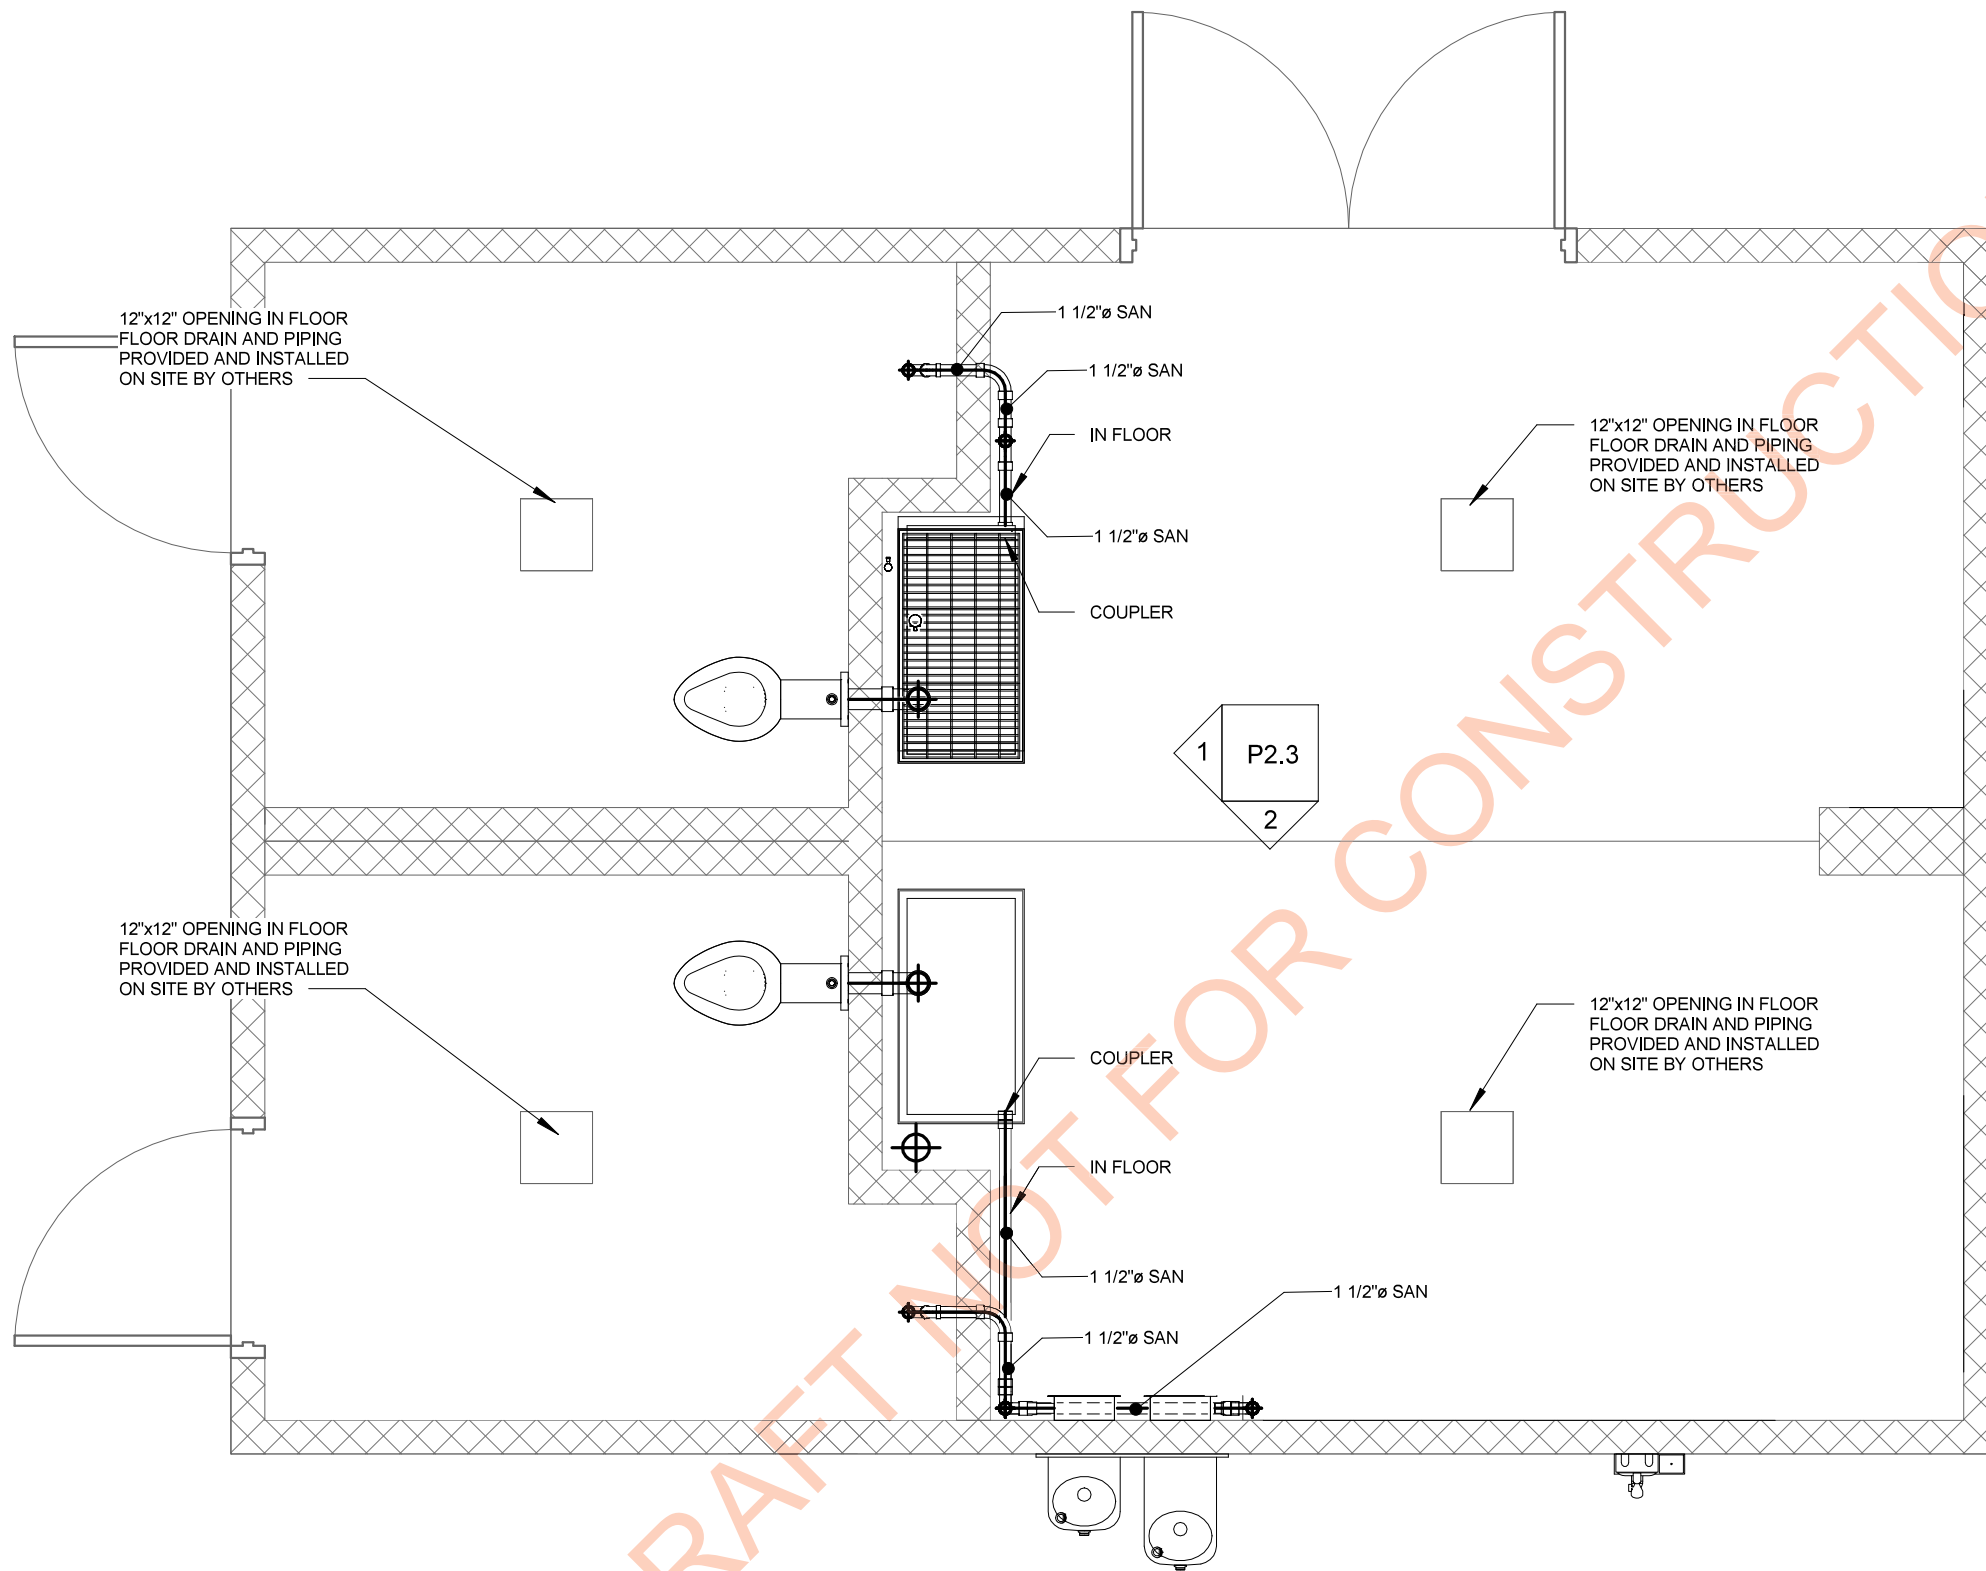 12"x12" OPENING IN FLOOR
FLOOR DRAIN AND PIPING
PROVIDED AND INSTALLED
ON SITE BY OTHERS
1 1/2"ø SAN
1 1/2"ø SAN
IN FLOOR
1 1/2"ø SAN
COUPLER
12"x12" OPENING IN FLOOR
FLOOR DRAIN AND PIPING
PROVIDED AND INSTALLED
ON SITE BY OTHERS
1
P2.3
2
12"x12" OPENING IN FLOOR
FLOOR DRAIN AND PIPING
PROVIDED AND INSTALLED
ON SITE BY OTHERS
COUPLER
IN FLOOR
1 1/2"ø SAN
1 1/2"ø SAN
1 1/2"ø SAN
12"x12" OPENING IN FLOOR
FLOOR DRAIN AND PIPING
PROVIDED AND INSTALLED
ON SITE BY OTHERS
RAFT NOT FOR CONSTRUCTIO